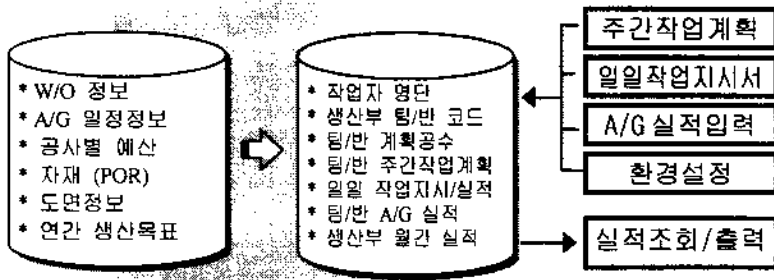 * W/O 정보
* A/G 일정정보
* 공사별 예산
* 자재 (POR)
* 도면정보
* 연간 생산목표
* 작업자 명단
* 생산부 팀/반 코드
* 팀/반 계획공수
* 팀/반 주간작업계획
* 일일 작업지시/실적
* 팀/반 A/G 실적
* 생산부 월간 실적
주간작업계획
일일작업지시서
A/G실적입력
환경설정
실적조회/출력